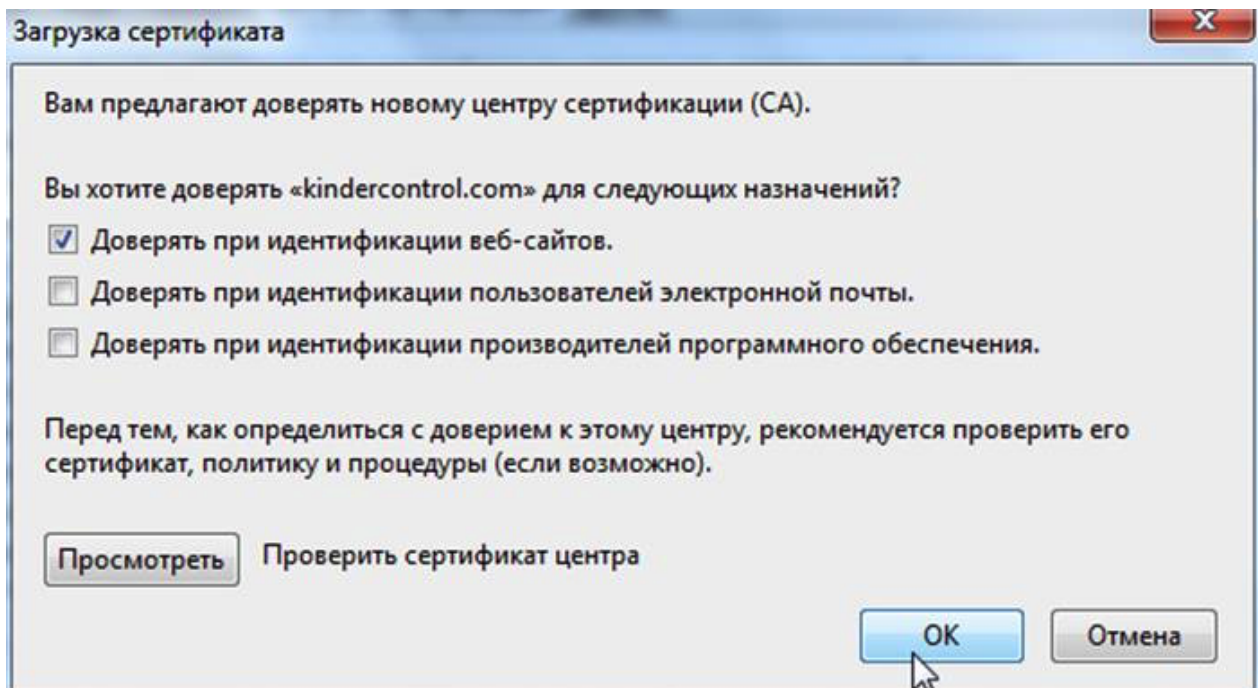 Загрузка сертификата
Вам предлагают доверять новому центру сертификации (CA).
Вы хотите доверять «kindercontrol.com» для следующих назначений?
Доверять при идентификации веб-сайтов.
Доверять при идентификации пользователей электронной почты.
Доверять при идентификации производителей программного обеспечения.
Перед тем, как определиться с доверием к этому центру, рекомендуется проверить его
сертификат, политику и процедуры (если возможно).
Просмотреть Проверить сертификат центра
OK Отмена